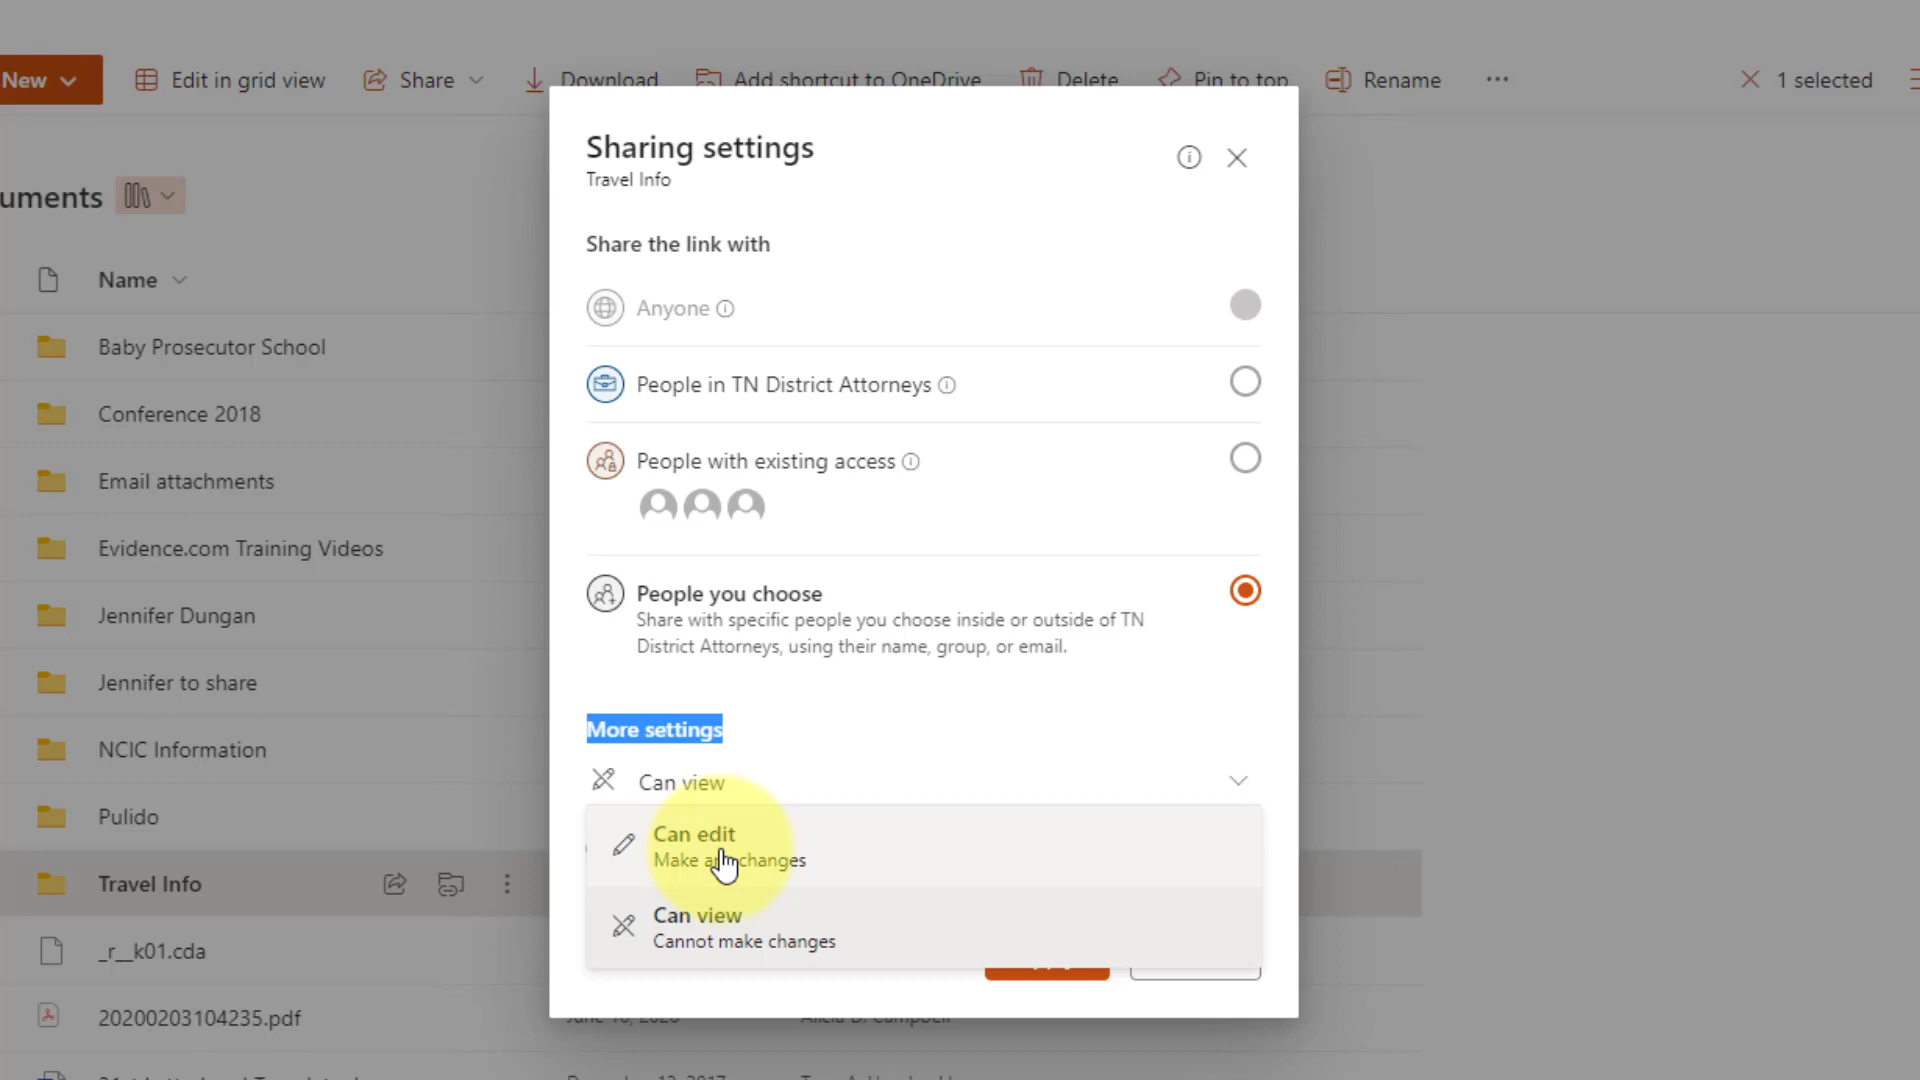 New
Edit in grid view
Share
Download
Add shortcut to OneDrive
Delete
Pin to top
Rename
1 selected
uments
Name
Baby Prosecutor School
Conference 2018
Email attachments
Evidence.com Training Videos
Jennifer Dungan
Jennifer to share
NCIC Information
Pulido
Travel Info
_r__k01.cda
20200203104235.pdf
Sharing settings
Travel Info
Share the link with
Anyone
People in TN District Attorneys
People with existing access
People you choose
Share with specific people you choose inside or outside of TN
District Attorneys, using their name, group, or email.
More settings
Can view
Can edit
Make any changes
Can view
Cannot make changes